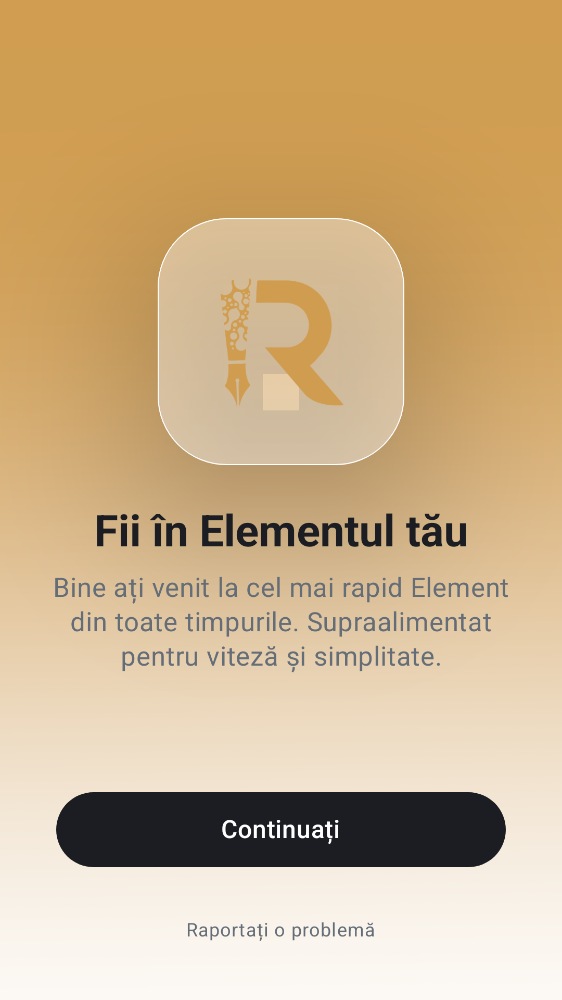 R
Fii în Elementul tău
Bine ați venit la cel mai rapid Element
din toate timpurile. Supraalimentat
pentru viteză și simplitate.
Continuați
Raportați o problemă